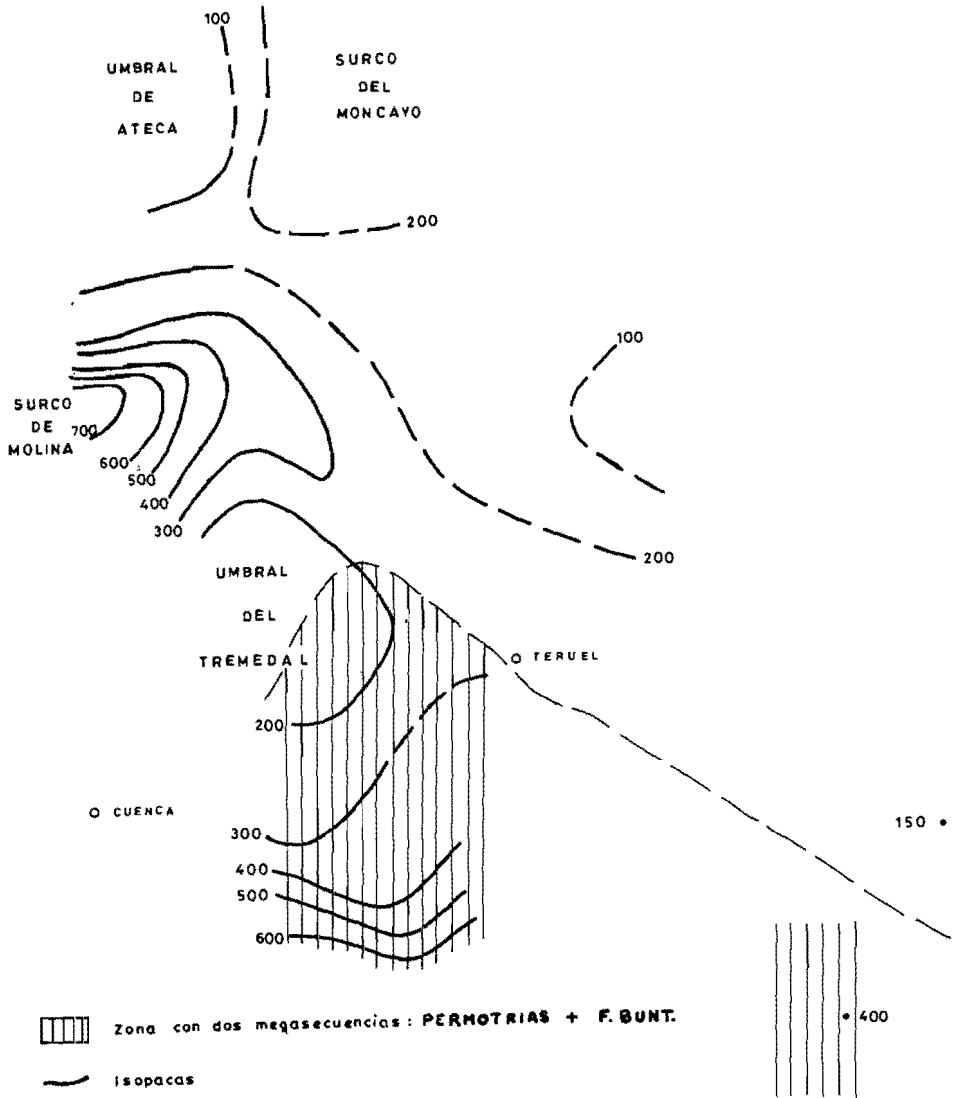 100
UMBRAL
DE
ATECA
SURCO
DEL
MONCAYO
200
100
SURCO
DE
MOLINA
700
600
500
400
300
200
UMBRAL
DEL
TREMEDAL
TERUEL
200
CUENCA
150
300
400
500
600
400
Zona con dos megasecuencias: PERMOTRIAS + F. BUNT.
isopacas